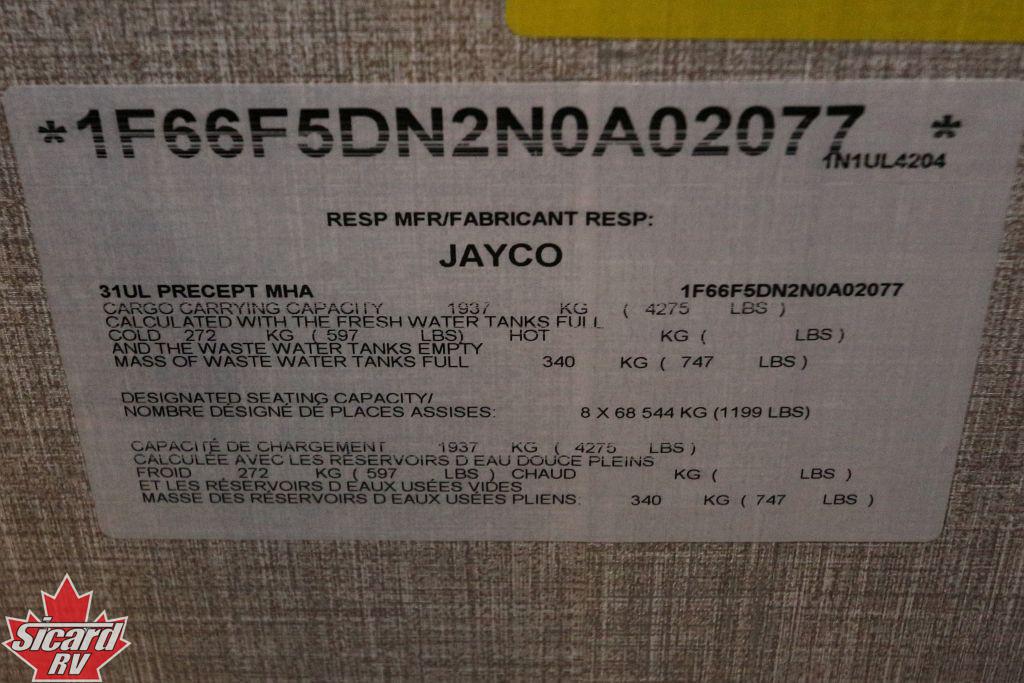 *1F66F5DN2N0A02077*
1N1UL4204
RESP MFR/FABRICANT RESP:
JAYCO
31UL PRECEPT MHA 1F66F5DN2N0A02077
CARGO CARRYING CAPACITY 1937 KG ( 4275 LBS )
CALCULATED WITH THE FRESH WATER TANKS FULL
COLD 272 KG ( 597 LBS) HOT KG ( LBS )
AND THE WASTE WATER TANKS EMPTY
MASS OF WASTE WATER TANKS FULL 340 KG ( 747 LBS )
DESIGNATED SEATING CAPACITY/
NOMBRE DÉSIGNÉ DÉ PLACES ASSISES: 8 X 68 544 KG (1199 LBS)
CAPACITÉ DE CHARGEMENT 1937 KG ( 4275 LBS )
CALCULÉE AVEC LES RÉSERVOIRS D EAU DOUCE PLEINS
FROID 272 KG ( 597 LBS ) CHAUD KG ( LBS )
ET LES RÉSERVOIRS D EAUX USÉES VIDES
MASSE DES RÉSERVOIRS D EAUX USÉES PLIENS: 340 KG ( 747 LBS )
Sicard
RV